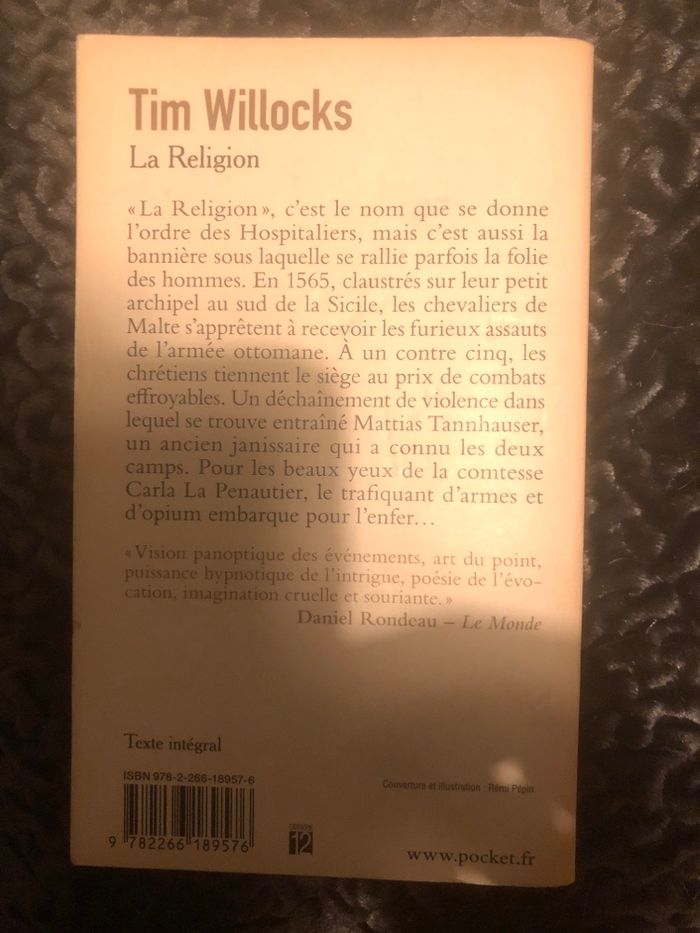 Tim Willocks
La Religion
« La Religion », c'est le nom que se donne
l'ordre des Hospitaliers, mais c'est aussi la
bannière sous laquelle se rallie parfois la folie
des hommes. En 1565, claustrés sur leur petit
archipel au sud de la Sicile, les chevaliers de
Malte s'apprêtent à recevoir les furieux assauts
de l'armée ottomane. À un contre cinq, les
chrétiens tiennent le siège au prix de combats
effroyables. Un déchaînement de violence dans
lequel se trouve entraîné Mattias Tannhauser,
un ancien janissaire qui a connu les deux
camps. Pour les beaux yeux de la comtesse
Carla La Penautier, le trafiquant d'armes et
d'opium embarque pour l'enfer…
« Vision panoptique des événements, art du point,
puissance hypnotique de l'intrigue, poésie de l'évo-
cation, imagination cruelle et souriante. »
Daniel Rondeau – Le Monde
Texte intégral
ISBN 978-2-266-18957-6
Couverture et illustration : Rémi Pépin.
9 782266 189576
12
www.pocket.fr